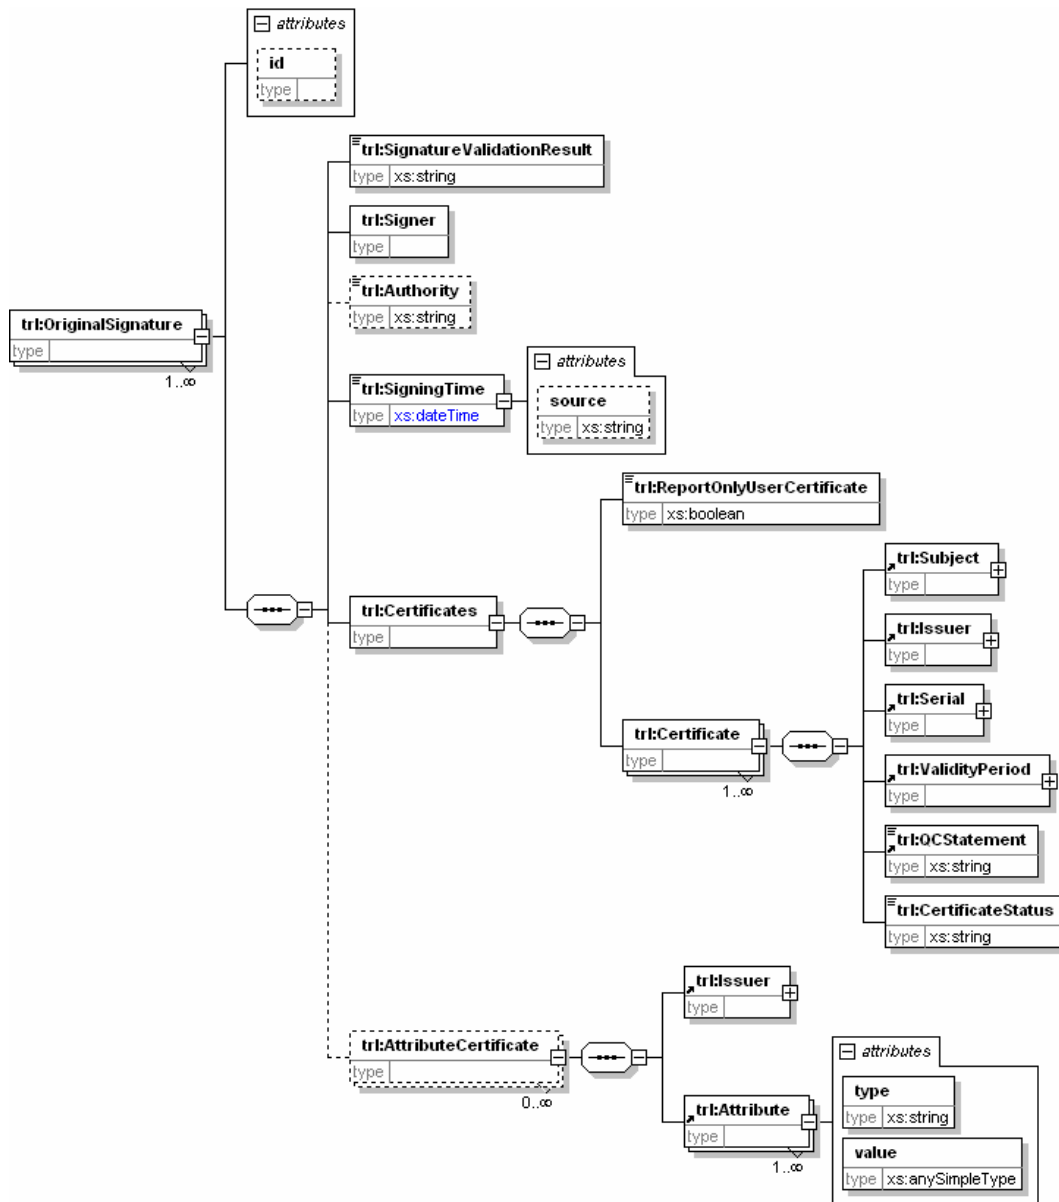 attributes
id
type
trl:SignatureValidationResult
type xs:string
trl:Signer
type
trl:Authority
type xs:string
trl:OriginalSignature
type
1..∞
trl:SigningTime
type xs:dateTime
attributes
source
type xs:string
trl:ReportOnlyUserCertificate
type xs:boolean
trl:Certificates
type
trl:Certificate
type
1..∞
trl:Subject
type
trl:Issuer
type
trl:Serial
type
trl:ValidityPeriod
type
trl:QCStatement
type xs:string
trl:CertificateStatus
type xs:string
trl:AttributeCertificate
type
0..∞
trl:Issuer
type
trl:Attribute
type
1..∞
attributes
type
type xs:string
value
type xs:anySimpleType